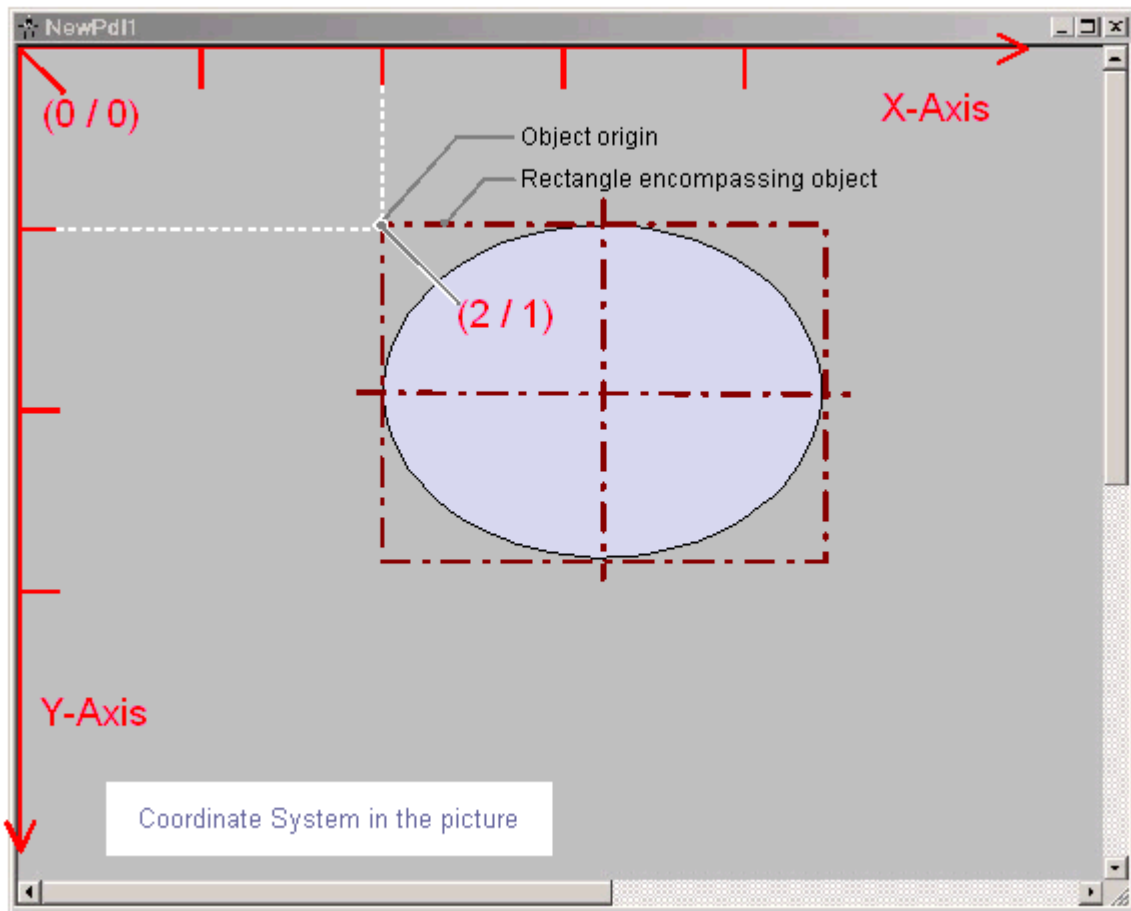 NewPdl1
(0 / 0)
X-Axis
Object origin
Rectangle encompassing object
(2 / 1)
Y-Axis
Coordinate System in the picture